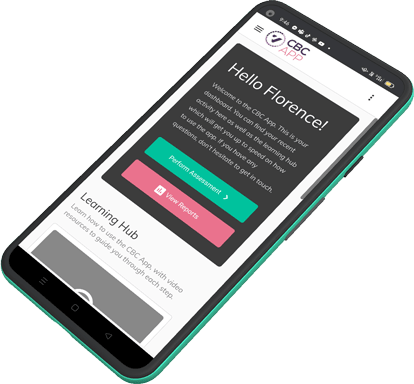 9:46
CBC
APP
Hello Florence!
Welcome to the CBC App. This is your
dashboard. You can find your recent
activity here as well as the learning hub
which will get you up to speed on how
to use the app. If you have any
questions, don't hesitate to get in touch.
Perform Assessment
View Reports
Learning Hub
Learn how to use the CBC App, with video
resources to guide you through each step.